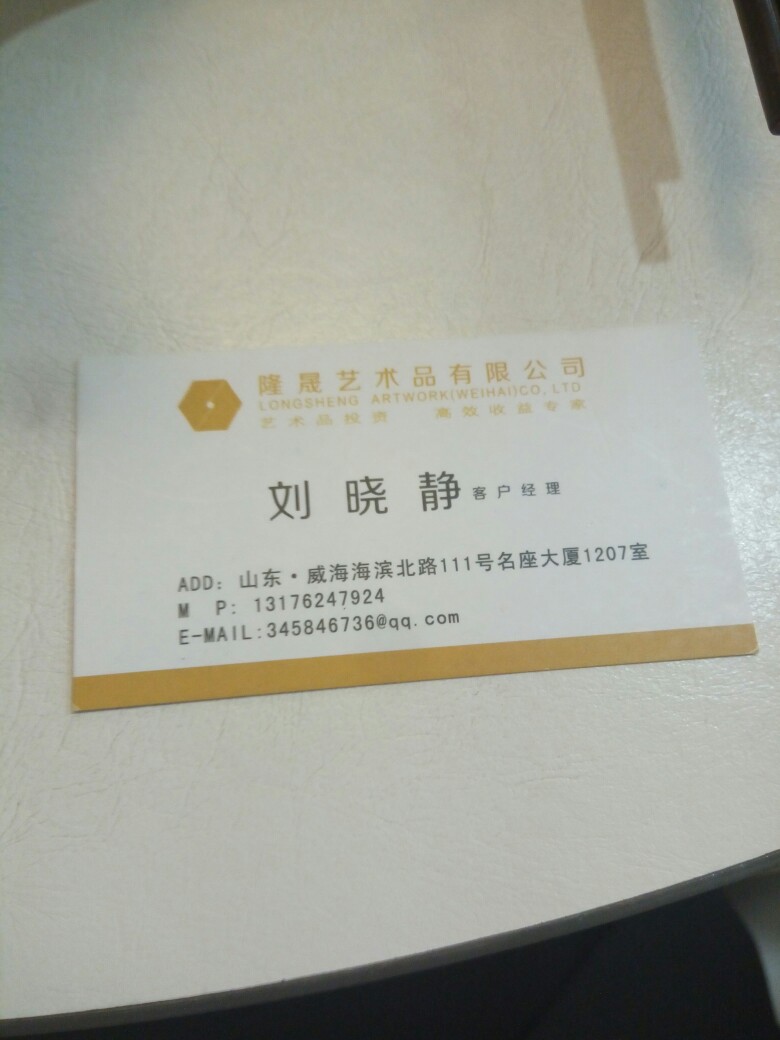 隆晟艺术品有限公司
LONGSHENG ARTWORK(WEIHAI)CO,LTD
艺术品投资 高效收益专家
刘晓静 客户经理
ADD: 山东·威海海滨北路111号名座大厦1207室
M P: 13176247924
E-MAIL:345846736@qq.com